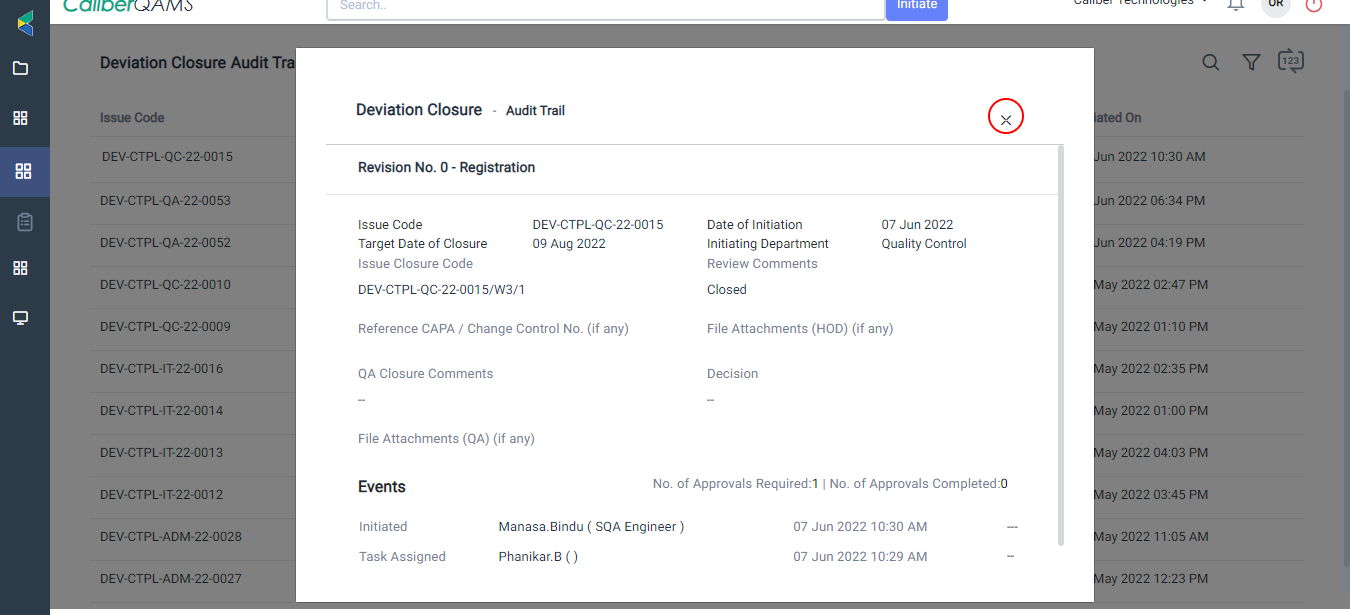 CaliberQAMS Search.. Initiate Caliber Technologies OR
Deviation Closure Audit Tra 123
Issue Code iated On
DEV-CTPL-QC-22-0015 Jun 2022 10:30 AM
DEV-CTPL-QA-22-0053 Jun 2022 06:34 PM
DEV-CTPL-QA-22-0052 Jun 2022 04:19 PM
DEV-CTPL-QC-22-0010 May 2022 02:47 PM
DEV-CTPL-QC-22-0009 May 2022 01:10 PM
DEV-CTPL-IT-22-0016 May 2022 02:35 PM
DEV-CTPL-IT-22-0014 May 2022 01:00 PM
DEV-CTPL-IT-22-0013 May 2022 04:03 PM
DEV-CTPL-IT-22-0012 May 2022 03:45 PM
DEV-CTPL-ADM-22-0028 May 2022 11:05 AM
DEV-CTPL-ADM-22-0027 May 2022 12:23 PM
Deviation Closure - Audit Trail
Revision No. 0 - Registration
Issue Code DEV-CTPL-QC-22-0015 Date of Initiation 07 Jun 2022
Target Date of Closure 09 Aug 2022 Initiating Department Quality Control
Issue Closure Code Review Comments
DEV-CTPL-QC-22-0015/W3/1 Closed
Reference CAPA / Change Control No. (if any) File Attachments (HOD) (if any)
QA Closure Comments Decision
-- --
File Attachments (QA) (if any)
Events No. of Approvals Required:1 | No. of Approvals Completed:0
Initiated Manasa.Bindu ( SQA Engineer ) 07 Jun 2022 10:30 AM ---
Task Assigned Phanikar.B ( ) 07 Jun 2022 10:29 AM --